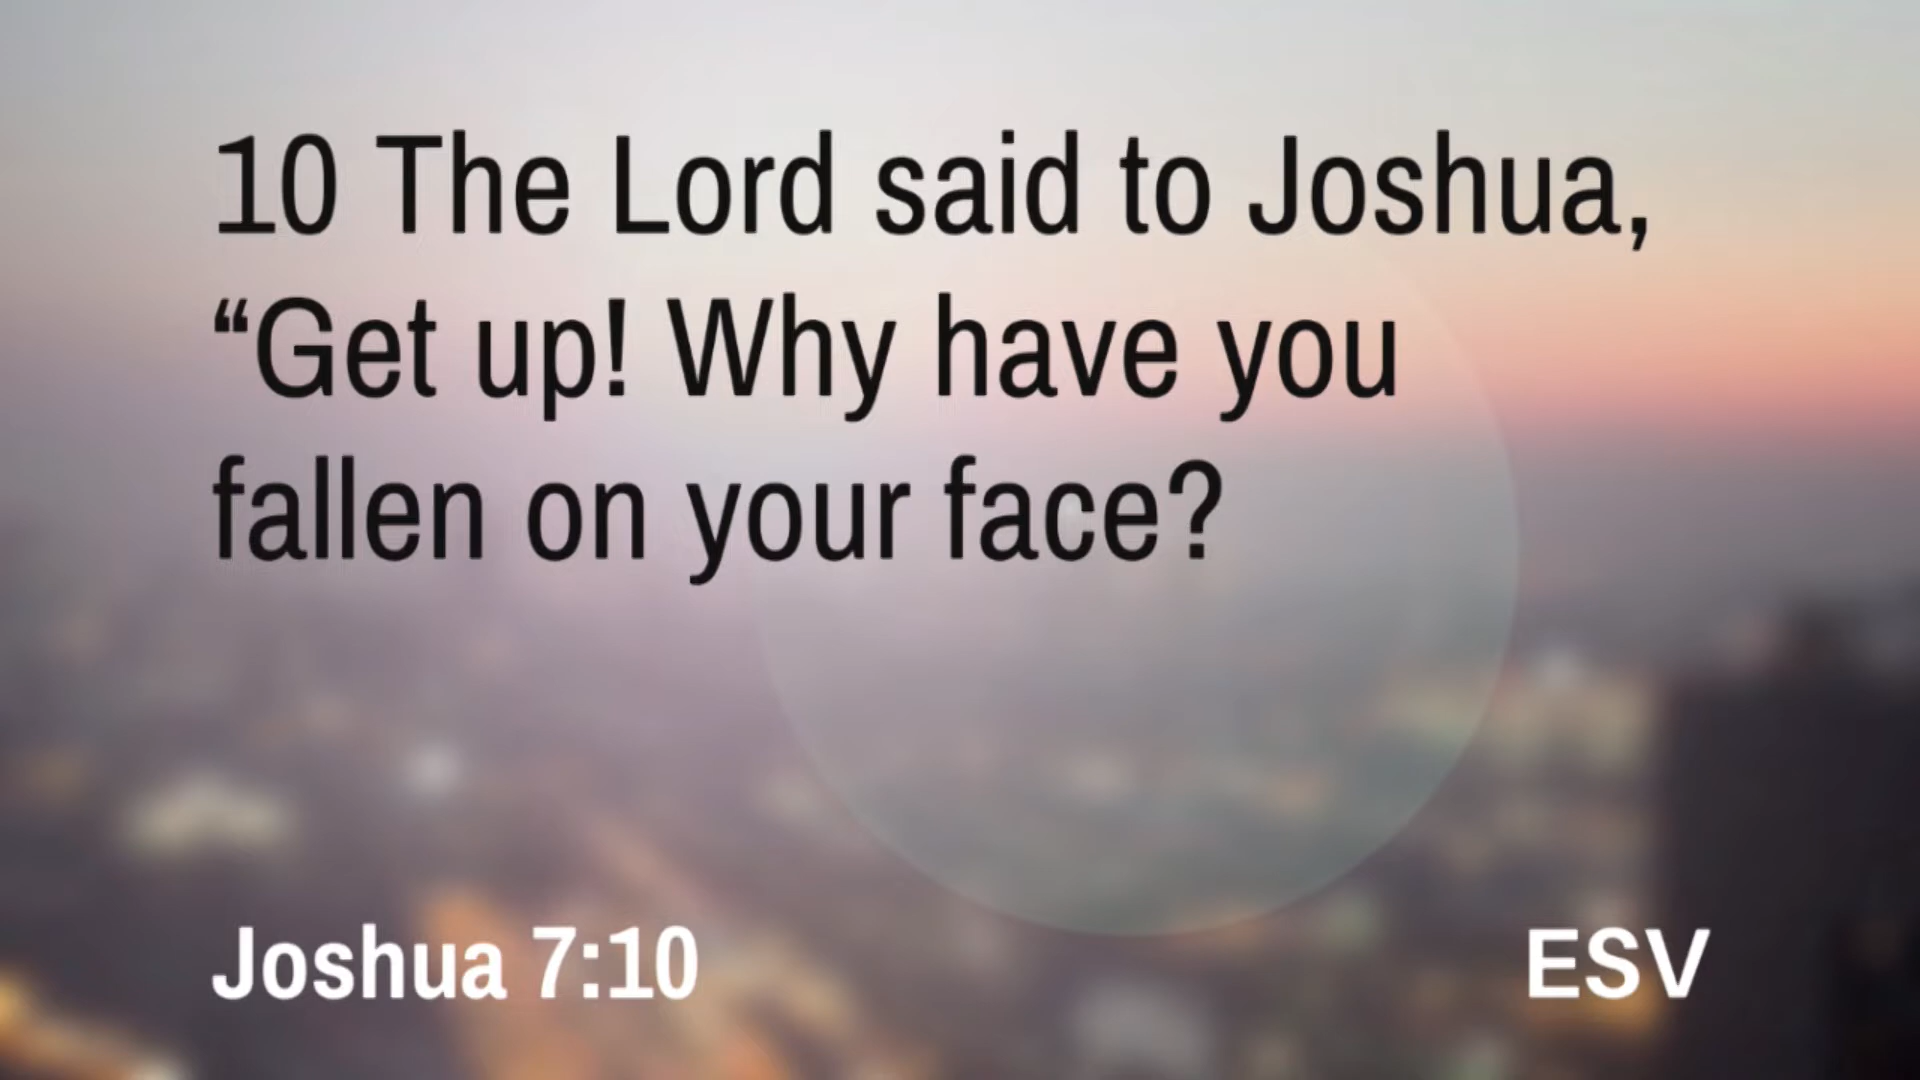 10 The Lord said to Joshua,
“Get up! Why have you
fallen on your face?
Joshua 7:10
ESV